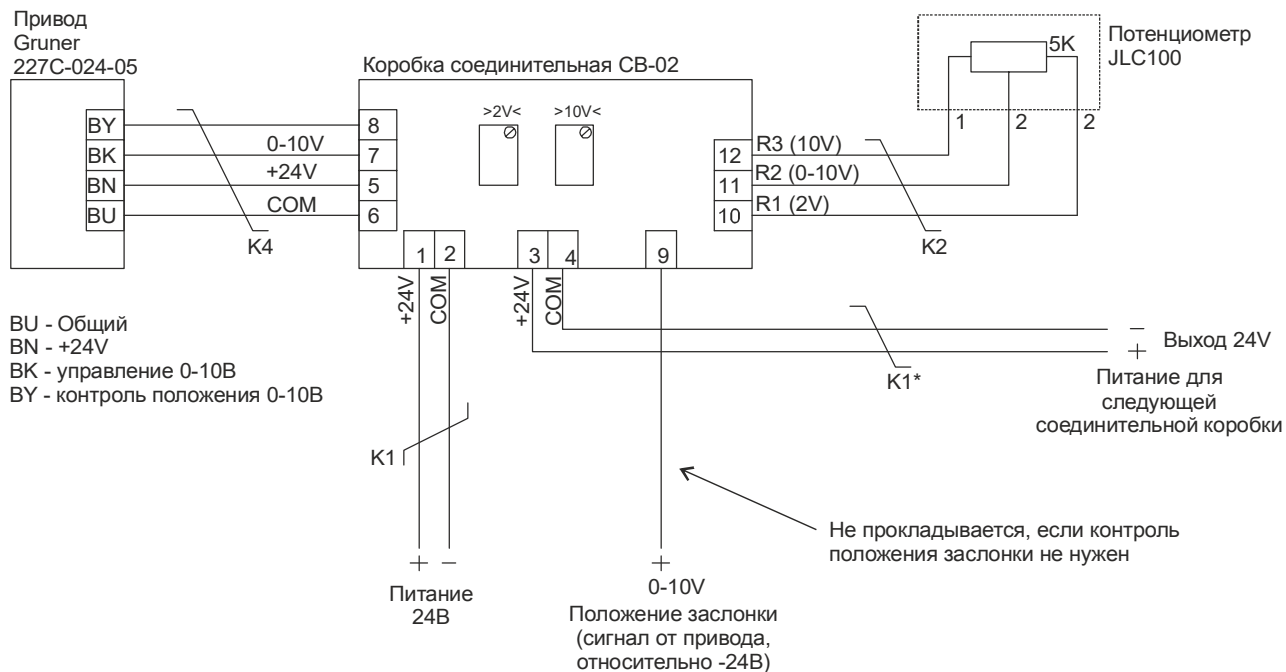 Привод
Gruner
227C-024-05
Коробка соединительная СВ-02
5K
Потенциометр
JLC100
>2V<
>10V<
1
2
2
BY
8
BK
0-10V
7
BN
+24V
5
BU
COM
6
K4
12
R3 (10V)
11
R2 (0-10V)
10
R1 (2V)
K2
1
2
3
4
9
+24V
COM
+24V
COM
BU - Общий
BN - +24V
BK - управление 0-10В
BY - контроль положения 0-10В
− Выход 24V
+
K1*
Питание для
следующей
соединительной коробки
K1
Не прокладывается, если контроль
положения заслонки не нужен
+ −
Питание
24В
+
0-10V
Положение заслонки
(сигнал от привода,
относительно -24В)